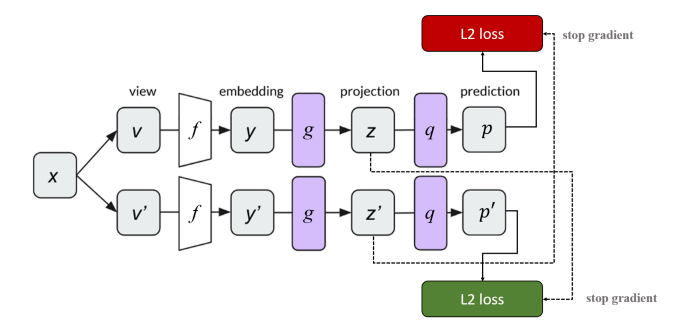 L2 loss
stop gradient
view
embedding
projection
prediction
v
f
y
g
z
q
p
x
v'
f
y'
g
z'
q
p'
L2 loss
stop gradient